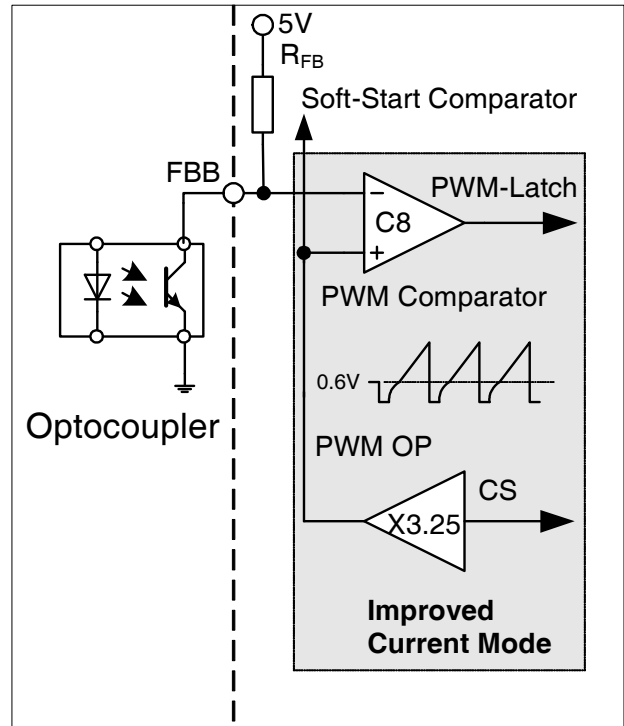 5V
RFB
Soft-Start Comparator
FBB
PWM-Latch
−
C8
+
PWM Comparator
0.6V
Optocoupler
PWM OP
CS
X3.25
Improved
Current Mode